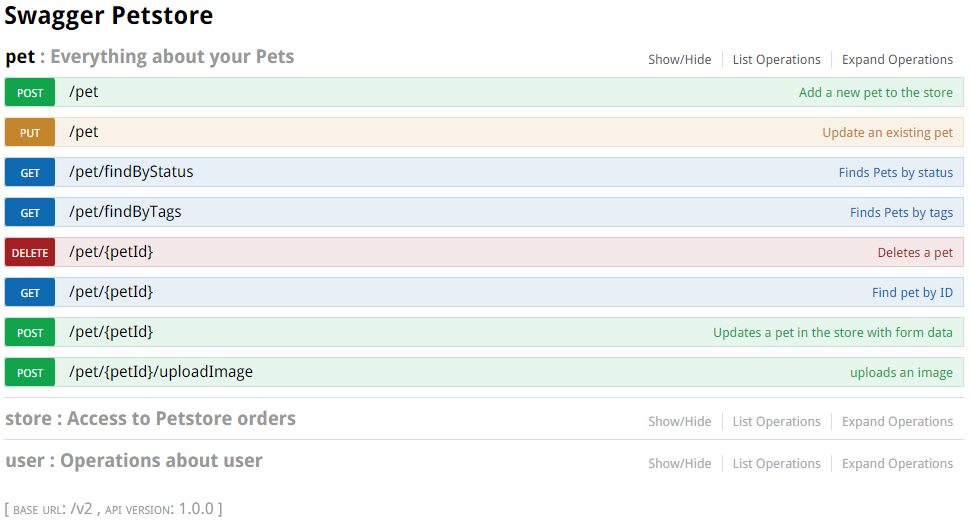 Swagger Petstore
pet : Everything about your Pets Show/Hide List Operations Expand Operations
POST /pet Add a new pet to the store
PUT /pet Update an existing pet
GET /pet/findByStatus Finds Pets by status
GET /pet/findByTags Finds Pets by tags
DELETE /pet/{petId} Deletes a pet
GET /pet/{petId} Find pet by ID
POST /pet/{petId} Updates a pet in the store with form data
POST /pet/{petId}/uploadImage uploads an image
store : Access to Petstore orders Show/Hide List Operations Expand Operations
user : Operations about user Show/Hide List Operations Expand Operations
[ BASE URL: /v2 , API VERSION: 1.0.0 ]